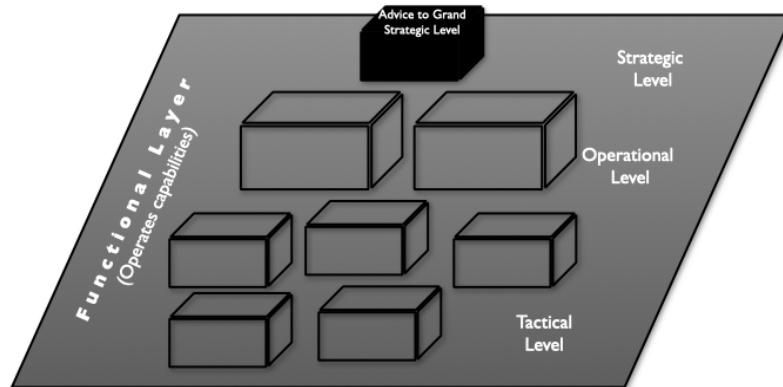 Advice to Grand
Strategic Level
Strategic
Level
Functional Layer
(Operates capabilities)
Operational
Level
Tactical
Level